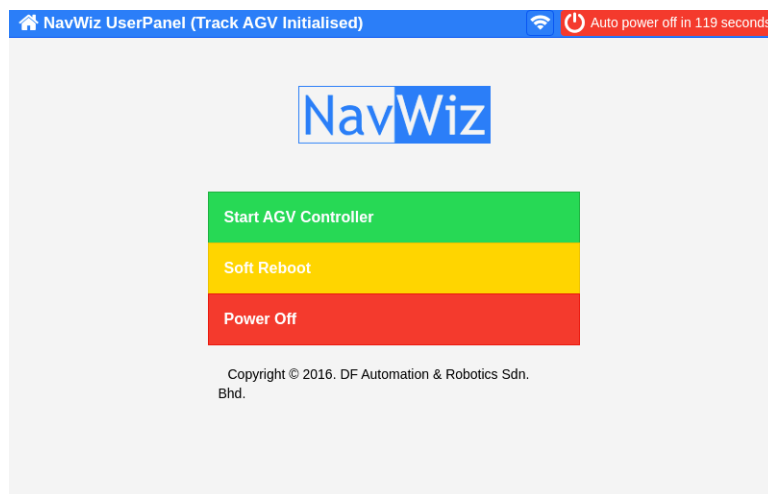 NavWiz UserPanel (Track AGV Initialised)
Auto power off in 119 seconds
NavWiz
Start AGV Controller
Soft Reboot
Power Off
Copyright © 2016. DF Automation & Robotics Sdn.
Bhd.